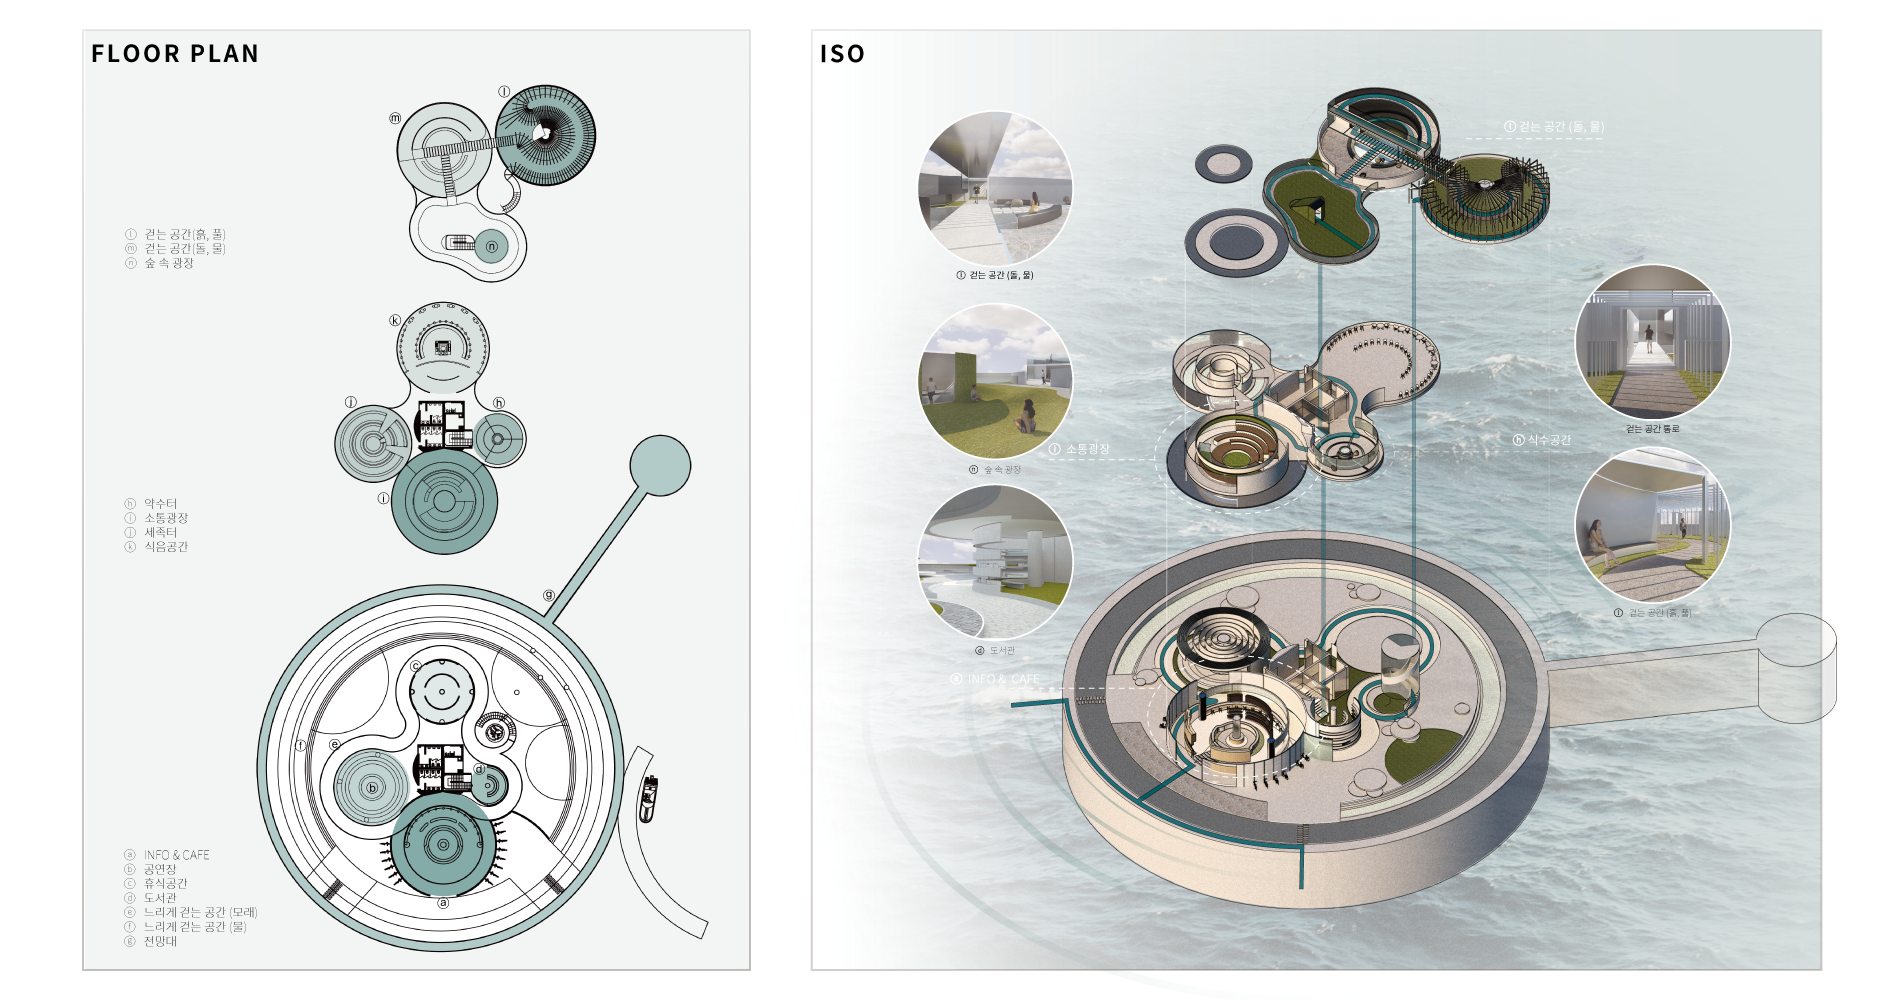 FLOOR PLAN
ⓜ
ⓛ
ⓝ
ⓛ 걷는 공간(흙, 풀)
ⓜ 걷는 공간(돌, 물)
ⓝ 숲 속 광장
ⓚ
ⓙ
ⓗ
ⓘ
ⓗ 약수터
ⓘ 소통광장
ⓙ 세족터
ⓚ 식음공간
ⓖ
ⓒ
ⓕ
ⓔ
ⓓ
ⓑ
ⓐ
ⓐ INFO & CAFE
ⓑ 공연장
ⓒ 휴식공간
ⓓ 도서관
ⓔ 느리게 걷는 공간 (모래)
ⓕ 느리게 걷는 공간 (물)
ⓖ 전망대
ISO
ⓛ 걷는 공간 (돌, 물)
ⓛ 걷는 공간 (돌, 물)
걷는 공간 통로
ⓗ 식수공간
ⓘ 소통광장
ⓝ 숲 속 광장
ⓛ 걷는 공간 (흙, 풀)
ⓓ 도서관
ⓐ INFO & CAFE